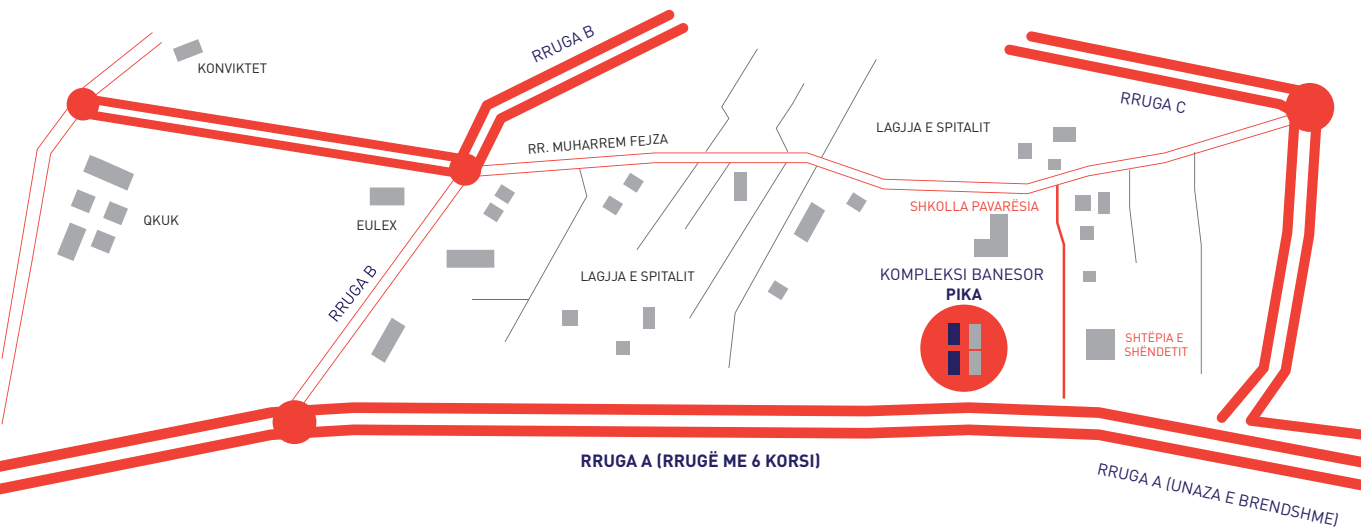 RRUGA B
KONVIKTET
RRUGA C
LAGJJA E SPITALIT
RR. MUHARREM FEJZA
SHKOLLA PAVARËSIA
QKUK
EULEX
LAGJJA E SPITALIT
KOMPLEKSI BANESOR
PIKA
RRUGA B
SHTËPIA E
SHËNDETIT
RRUGA A (RRUGË ME 6 KORSI)
RRUGA A (UNAZA E BRENDSHME)